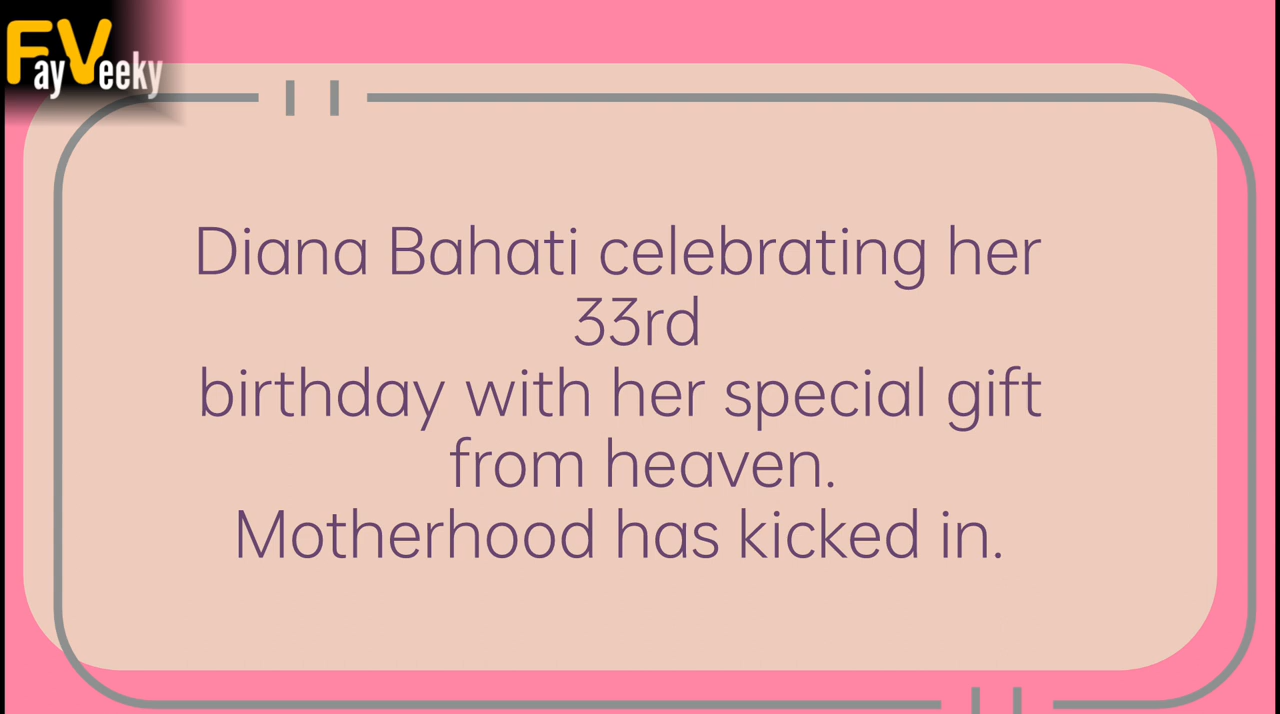 FayVeeky
Diana Bahati celebrating her
33rd
birthday with her special gift
from heaven.
Motherhood has kicked in.